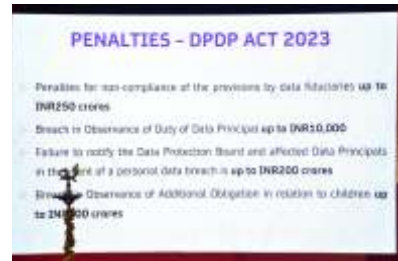 PENALTIES – DPDP ACT 2023
Penalties for non-compliance of the provisions by data fiduciaries up to
INR250 crores
Breach in Observance of Duty of Data Principal up to INR10,000
Failure to notify the Data Protection Board and affected Data Principals
in the of a personal data breach is up to INR200 crores
Observance of Additional Obligation in relation to children up
to crores